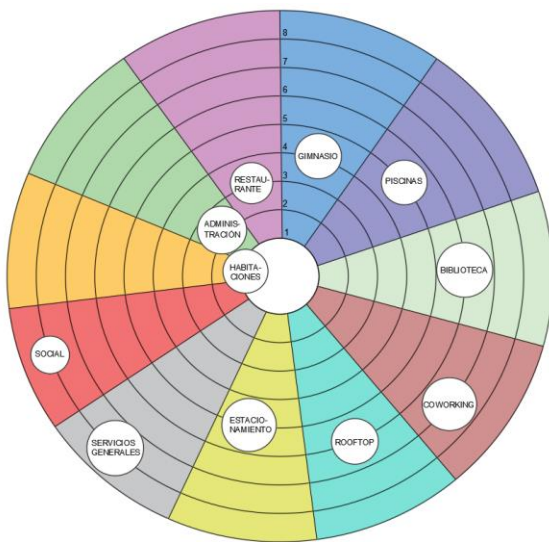 8
7
6
5
4
3
2
1
GIMNASIO
PISCINAS
RESTAU-
RANTE
ADMINIS-
TRACIÓN
HABITA-
CIONES
BIBLIOTECA
SOCIAL
COWORKING
ESTACIO-
NAMIENTO
ROOFTOP
SERVICIOS
GENERALES